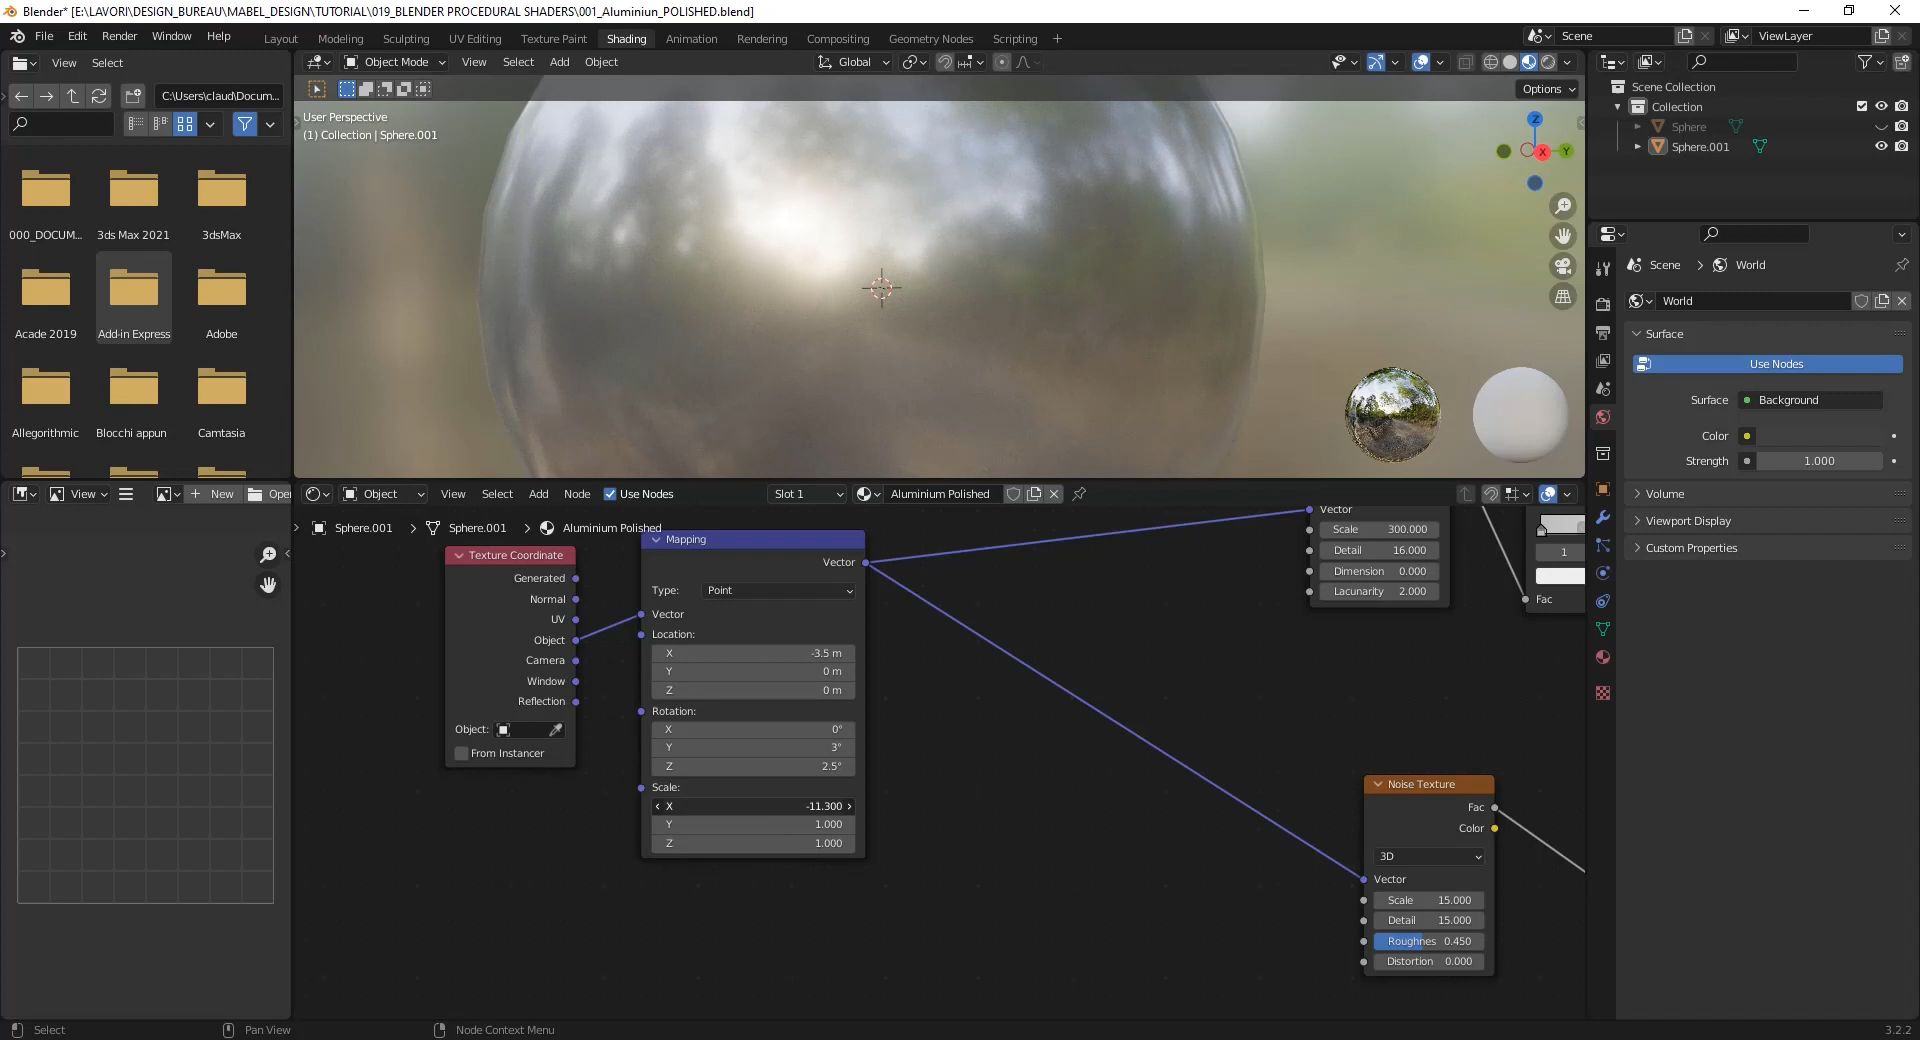 Blender* [E:\LAVORI\DESIGN_BUREAU\MABEL_DESIGN\TUTORIAL\019_BLENDER PROCEDURAL SHADERS\001_Aluminiun_POLISHED.blend]
File Edit Render Window Help Layout Modeling Sculpting UV Editing Texture Paint Shading Animation Rendering Compositing Geometry Nodes Scripting + Scene ViewLayer
View Select Object Mode View Select Add Object Global
C:\Users\claud\Docum...
Options
User Perspective
(1) Collection | Sphere.001
Z
X
Y
000_DOCUM... 3ds Max 2021 3dsMax
Acade 2019 Add-in Express Adobe
Allegorithmic Blocchi appun Camtasia
Scene Collection
Collection
Sphere
Sphere.001
Scene > World
World
Surface
Use Nodes
Surface Background
Color
Strength 1.000
Volume
Viewport Display
Custom Properties
View + New Open
Object View Select Add Node Use Nodes Slot 1 Aluminium Polished
Sphere.001 > Sphere.001 > Aluminium Polished
Texture Coordinate
Generated
Normal
UV
Object
Camera
Window
Reflection
Object:
From Instancer
Mapping
Vector
Type: Point
Vector
Location:
X -3.5 m
Y 0 m
Z 0 m
Rotation:
X 0°
Y 3°
Z 2.5°
Scale:
X -11.300
Y 1.000
Z 1.000
Vector
Scale 300.000
Detail 16.000
Dimension 0.000
Lacunarity 2.000
1
Fac
Noise Texture
Fac
Color
3D
Vector
Scale 15.000
Detail 15.000
Roughnes 0.450
Distortion 0.000
Select Pan View Node Context Menu 3.2.2